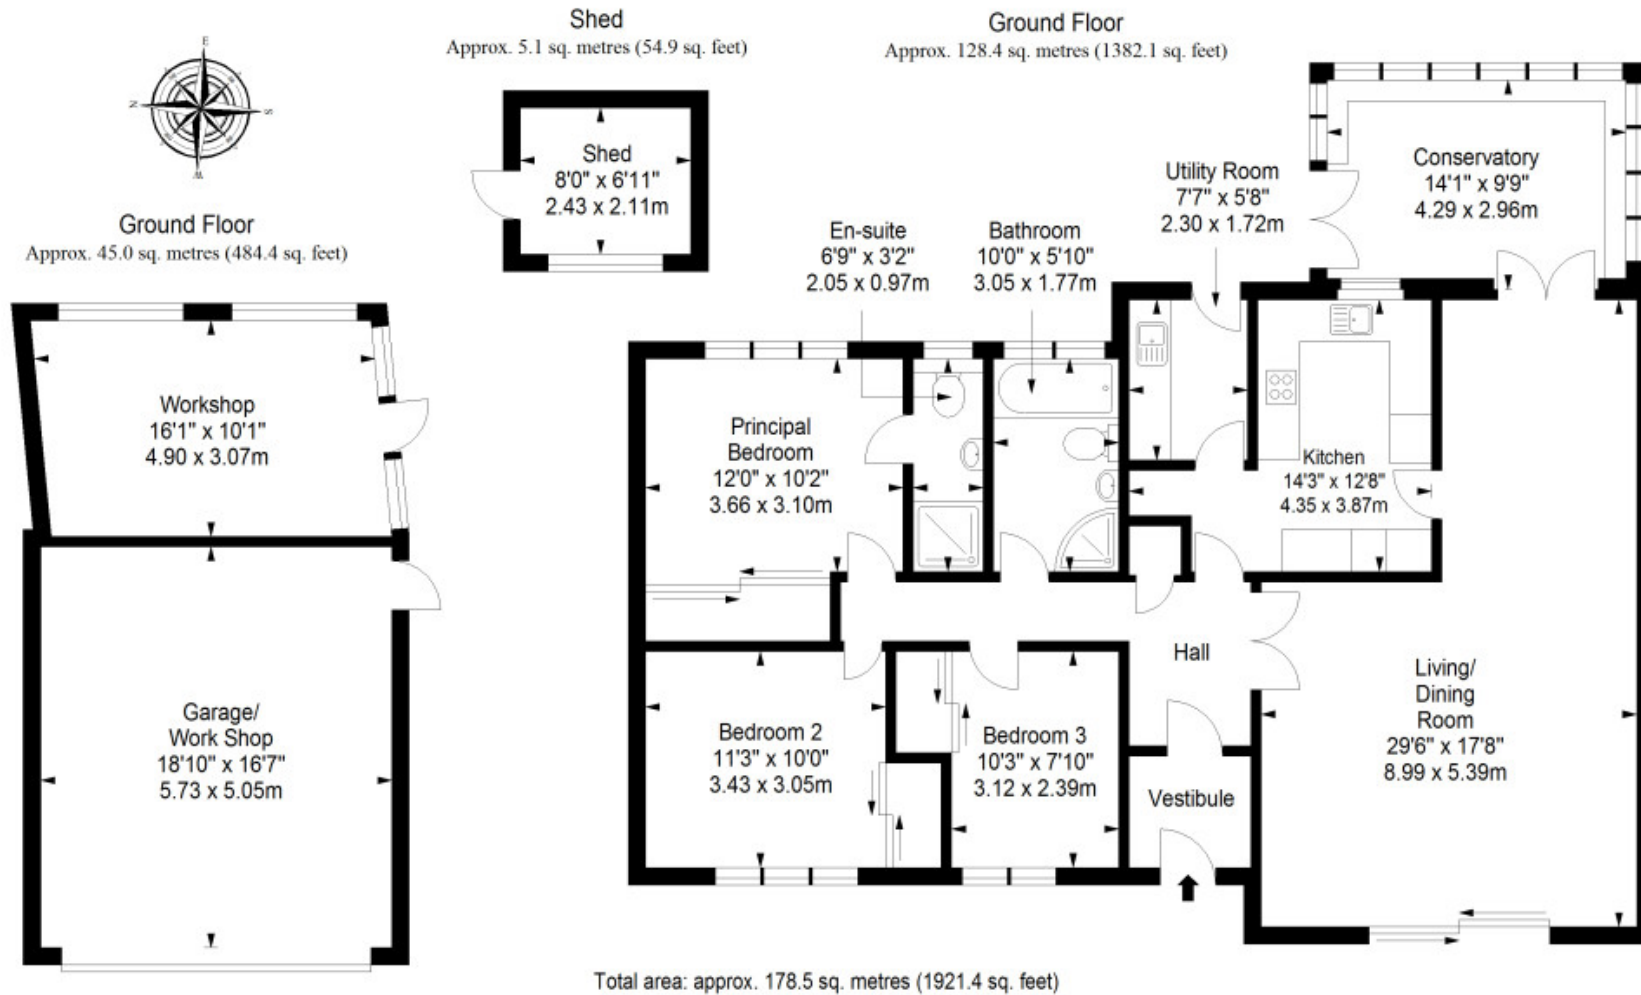 Shed
Approx. 5.1 sq. metres (54.9 sq. feet)
Ground Floor
Approx. 128.4 sq. metres (1382.1 sq. feet)
E
N
S
W
Ground Floor
Approx. 45.0 sq. metres (484.4 sq. feet)
Shed
8'0" x 6'11"
2.43 x 2.11m
En-suite
6'9" x 3'2"
2.05 x 0.97m
Bathroom
10'0" x 5'10"
3.05 x 1.77m
Utility Room
7'7" x 5'8"
2.30 x 1.72m
Conservatory
14'1" x 9'9"
4.29 x 2.96m
Workshop
16'1" x 10'1"
4.90 x 3.07m
Principal
Bedroom
12'0" x 10'2"
3.66 x 3.10m
Kitchen
14'3" x 12'8"
4.35 x 3.87m
Garage/
Work Shop
18'10" x 16'7"
5.73 x 5.05m
Bedroom 2
11'3" x 10'0"
3.43 x 3.05m
Bedroom 3
10'3" x 7'10"
3.12 x 2.39m
Hall
Vestibule
Living/
Dining
Room
29'6" x 17'8"
8.99 x 5.39m
Total area: approx. 178.5 sq. metres (1921.4 sq. feet)